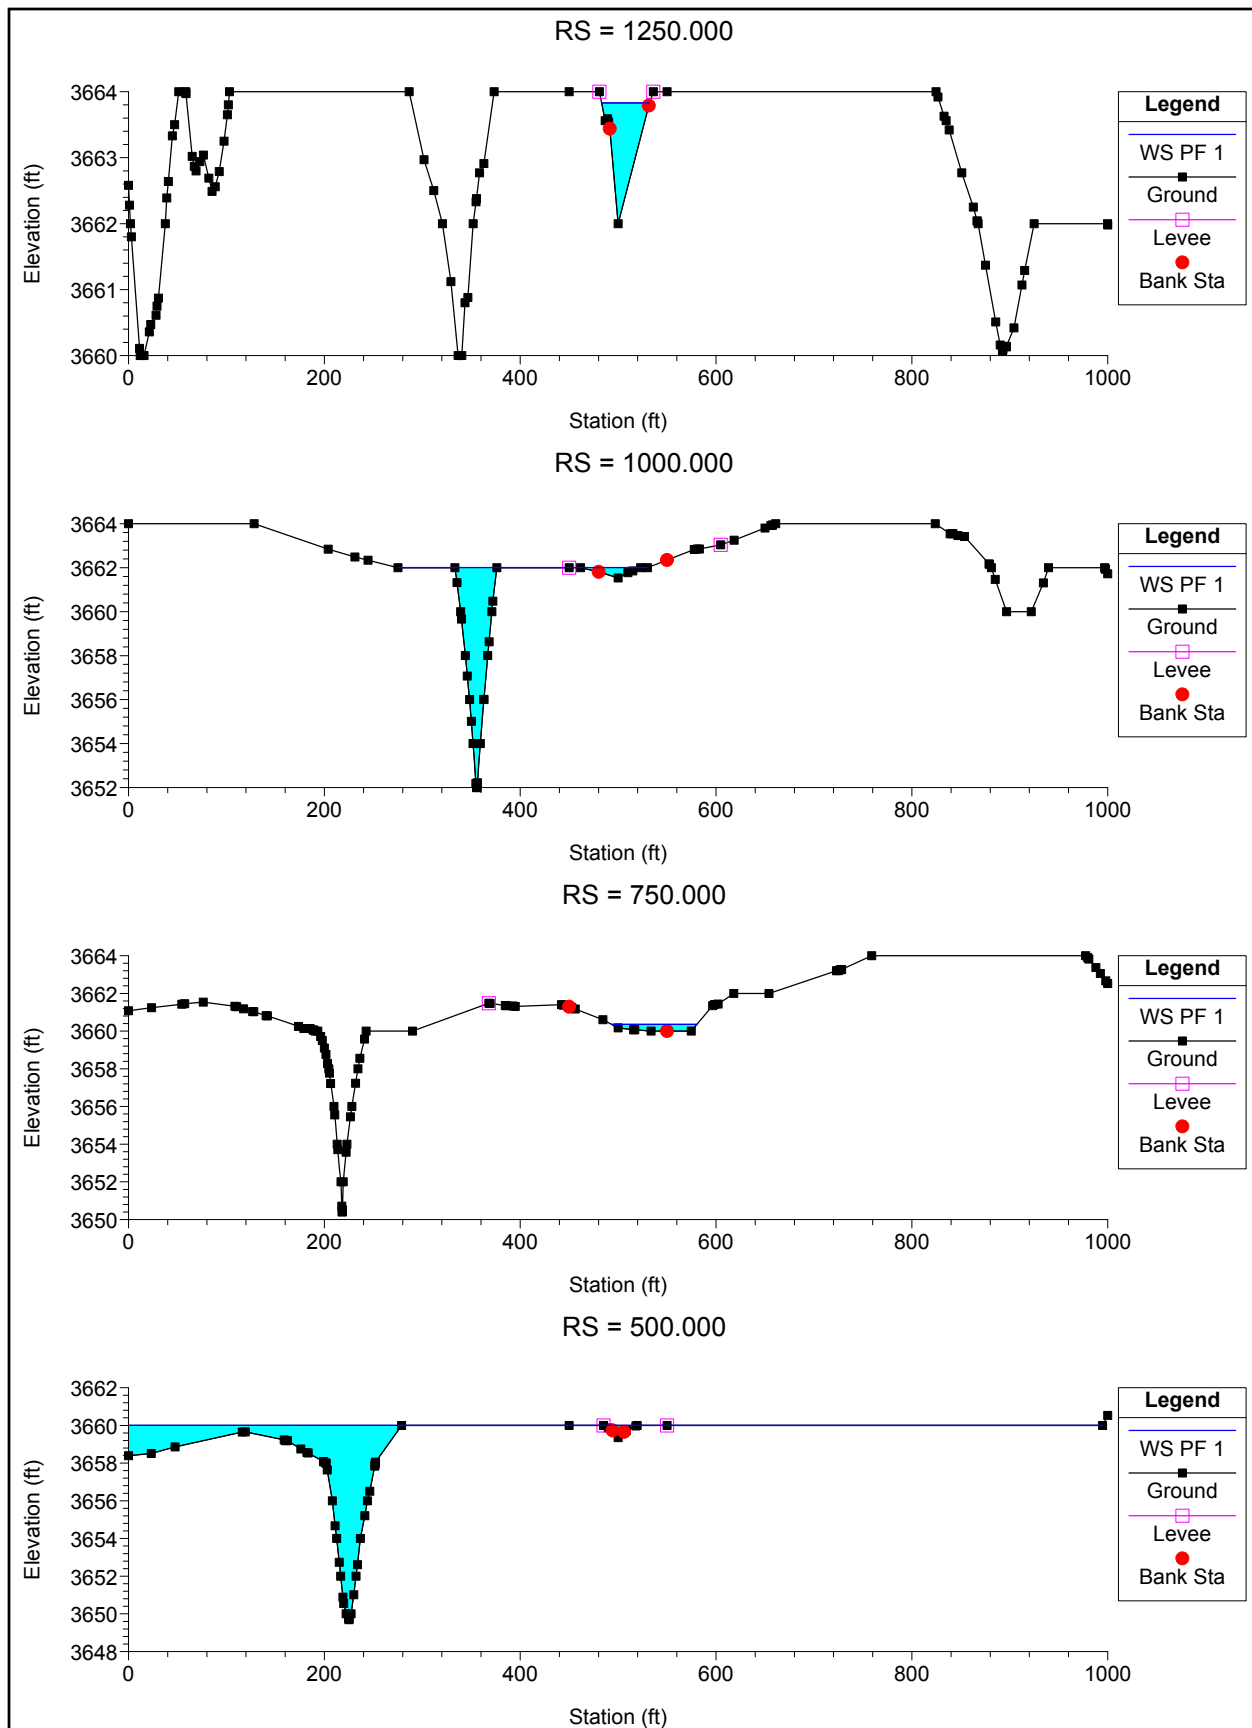 RS = 1250.000
3664
3663
3662
3661
3660
Elevation (ft)
0
200
400
600
800
1000
Station (ft)
Legend
WS PF 1
Ground
Levee
Bank Sta
RS = 1000.000
3664
3662
3660
3658
3656
3654
3652
Elevation (ft)
0
200
400
600
800
1000
Station (ft)
Legend
WS PF 1
Ground
Levee
Bank Sta
RS = 750.000
3664
3662
3660
3658
3656
3654
3652
3650
Elevation (ft)
0
200
400
600
800
1000
Station (ft)
Legend
WS PF 1
Ground
Levee
Bank Sta
RS = 500.000
3662
3660
3658
3656
3654
3652
3650
3648
Elevation (ft)
0
200
400
600
800
1000
Station (ft)
Legend
WS PF 1
Ground
Levee
Bank Sta